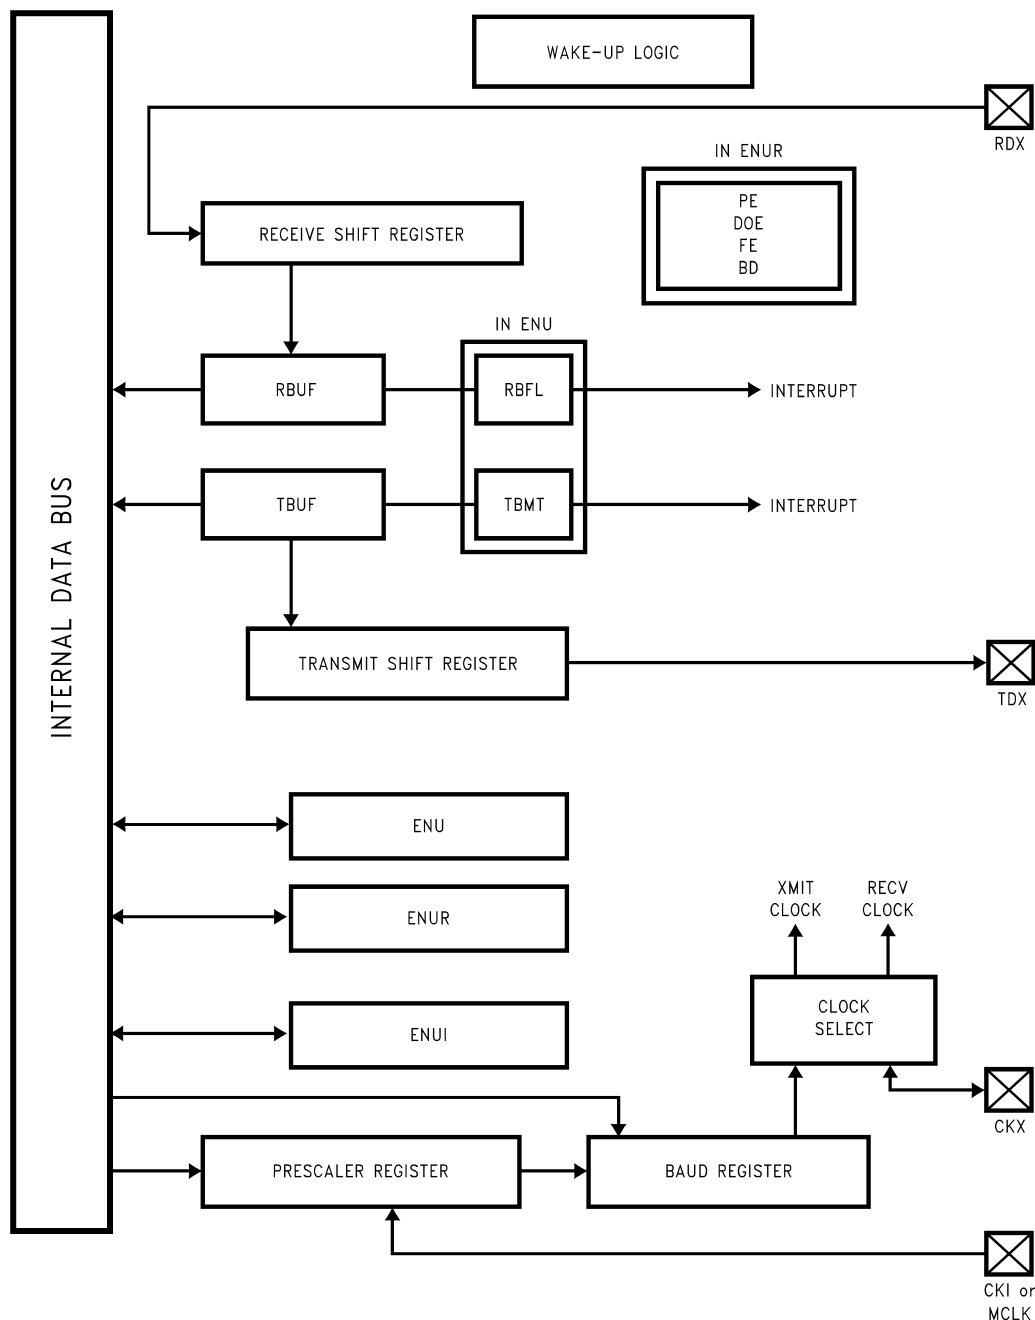 WAKE-UP LOGIC
RDX
IN ENUR
PE
DOE
FE
BD
RECEIVE SHIFT REGISTER
IN ENU
RBUF
RBFL
INTERRUPT
TBUF
TBMT
INTERRUPT
INTERNAL DATA BUS
TRANSMIT SHIFT REGISTER
TDX
ENU
XMIT
CLOCK
RECV
CLOCK
ENUR
CLOCK
SELECT
ENUI
CKX
PRESCALER REGISTER
BAUD REGISTER
CKI or
MCLK